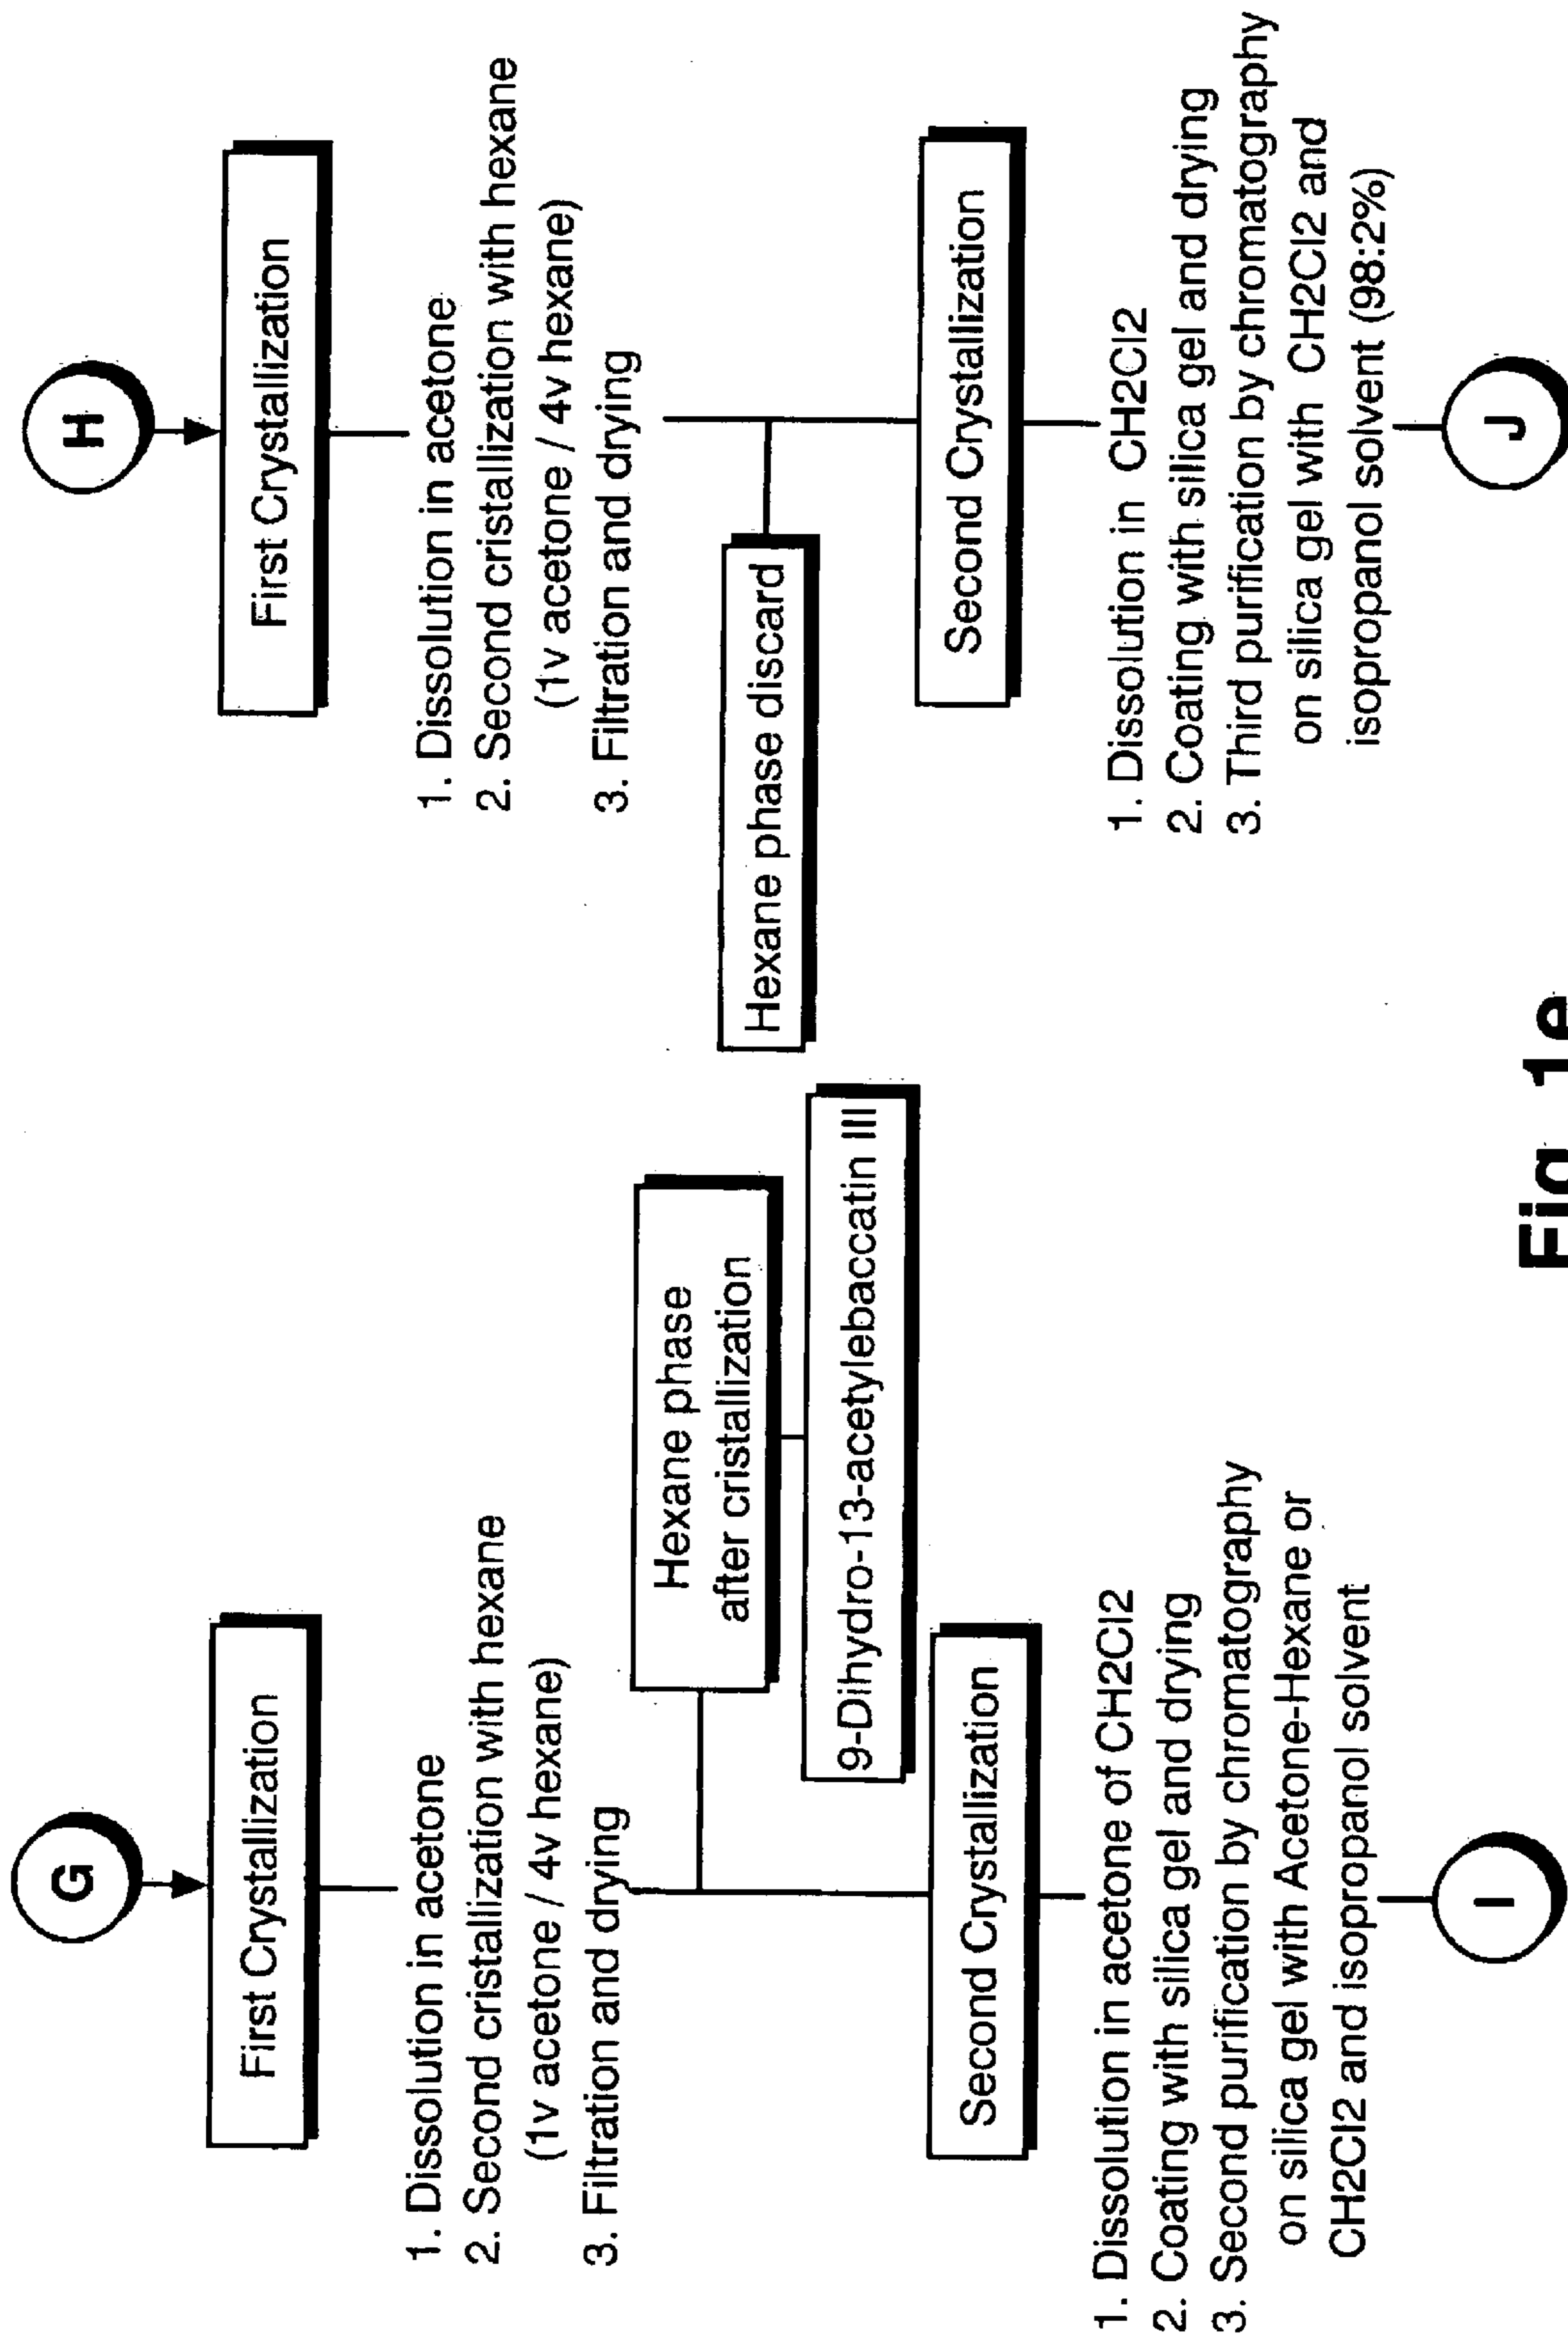 G
First Crystallization
1. Dissolution in acetone
2. Second cristallization with hexane
(1v acetone / 4v hexane)
3. Filtration and drying
Hexane phase
after cristallization
9-Dihydro-13-acetylebaccatin III
Second Crystallization
1. Dissolution in acetone of CH2Cl2
2. Coating with silica gel and drying
3. Second purification by chromatography
on silica gel with Acetone-Hexane or
CH2Cl2 and isopropanol solvent
I
H
First Crystallization
1. Dissolution in acetone
2. Second cristallization with hexane
(1v acetone / 4v hexane)
3. Filtration and drying
Hexane phase discard
Second Crystallization
1. Dissolution in CH2Cl2
2. Coating with silica gel and drying
3. Third purification by chromatography
on silica gel with CH2Cl2 and
isopropanol solvent (98:2%)
J
Fig. 1e